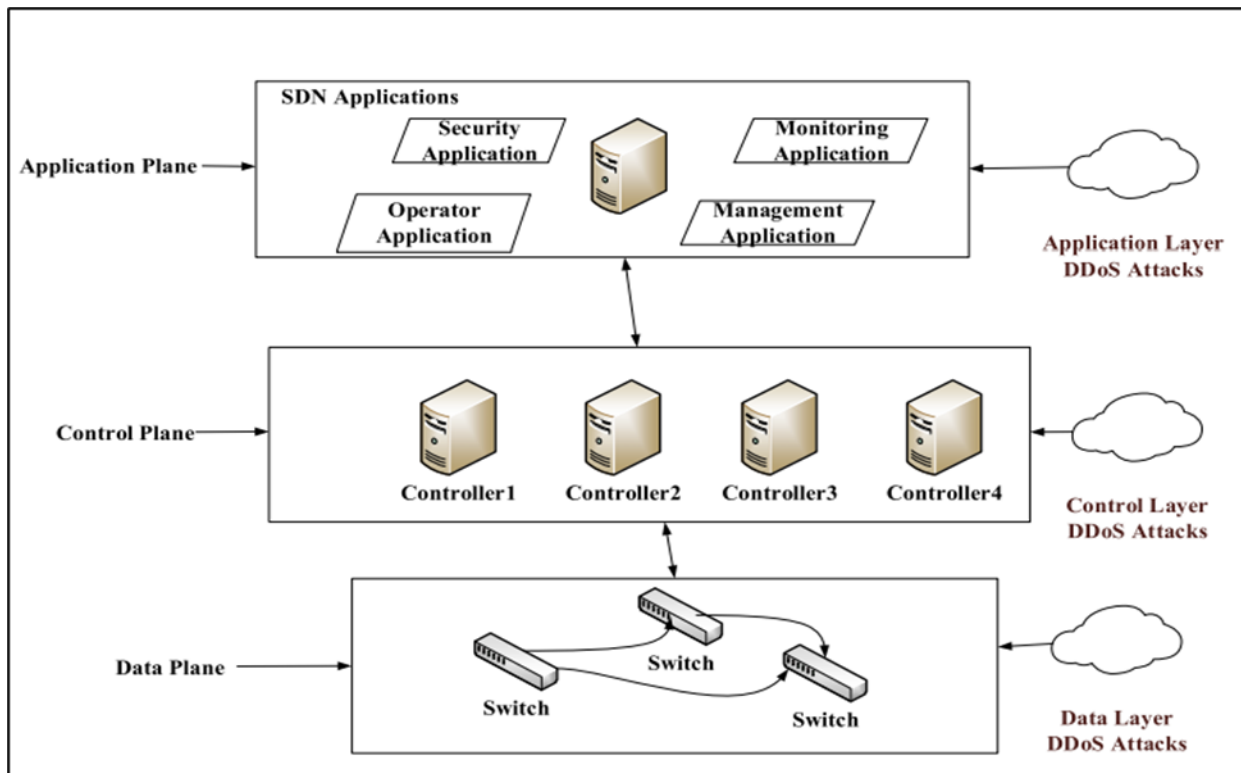 SDN Applications
Security
Application
Monitoring
Application
Application Plane
Operator
Application
Management
Application
Application Layer
DDoS Attacks
Control Plane
Controller1
Controller2
Controller3
Controller4
Control Layer
DDoS Attacks
Data Plane
Switch
Switch
Switch
Data Layer
DDoS Attacks